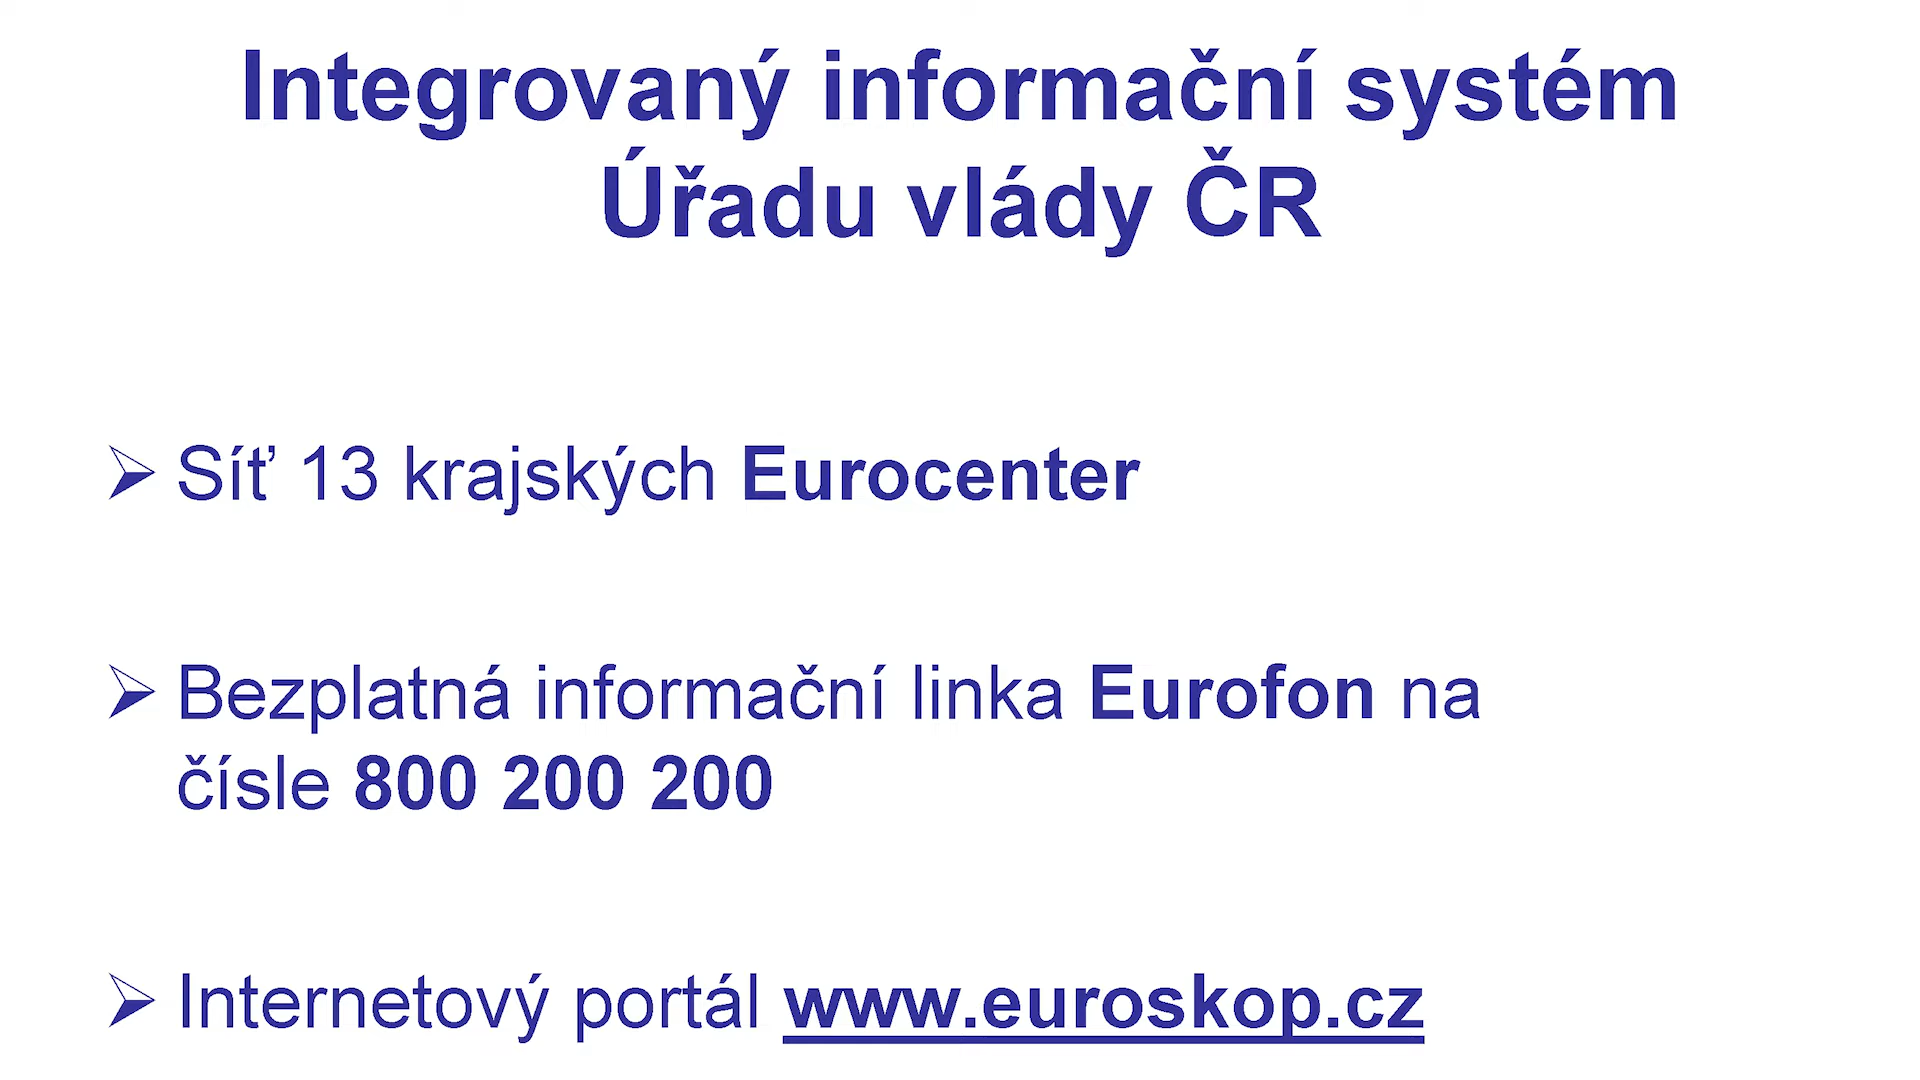 Integrovaný informační systém
Úřadu vlády ČR
Síť 13 krajských Eurocenter
Bezplatná informační linka Eurofon na
čísle 800 200 200
Internetový portál www.euroskop.cz